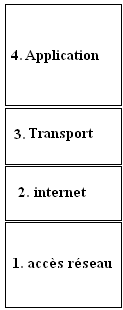 4. Application
3. Transport
2. internet
1. accès réseau